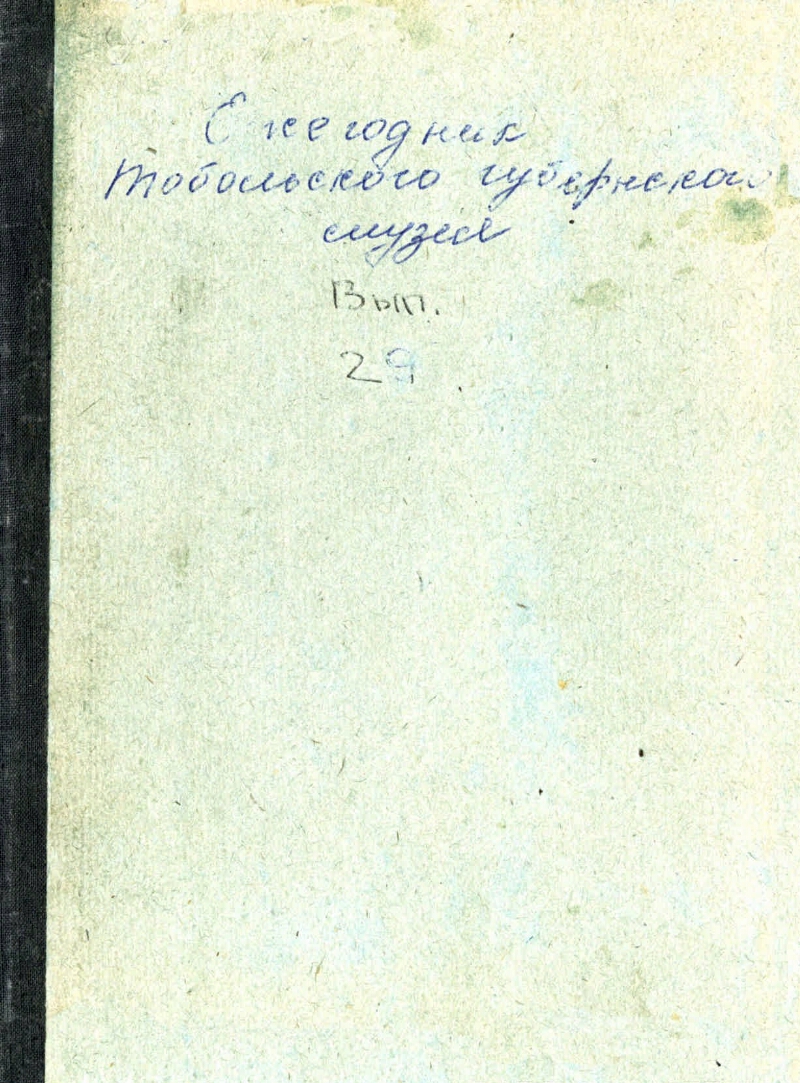 Ежегодник
Тобольского губернского
музея
Вып.
29